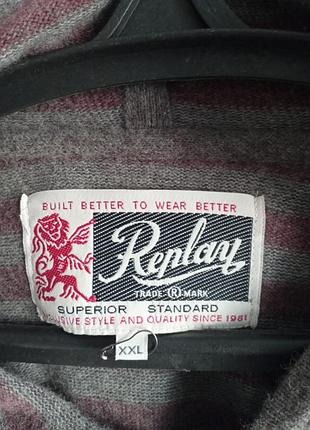 BUILT BETTER TO WEAR BETTER
Replay
TRADE (R) MARK
SUPERIOR STANDARD
EXCLUSIVE STYLE AND QUALITY SINCE 1981
XXL